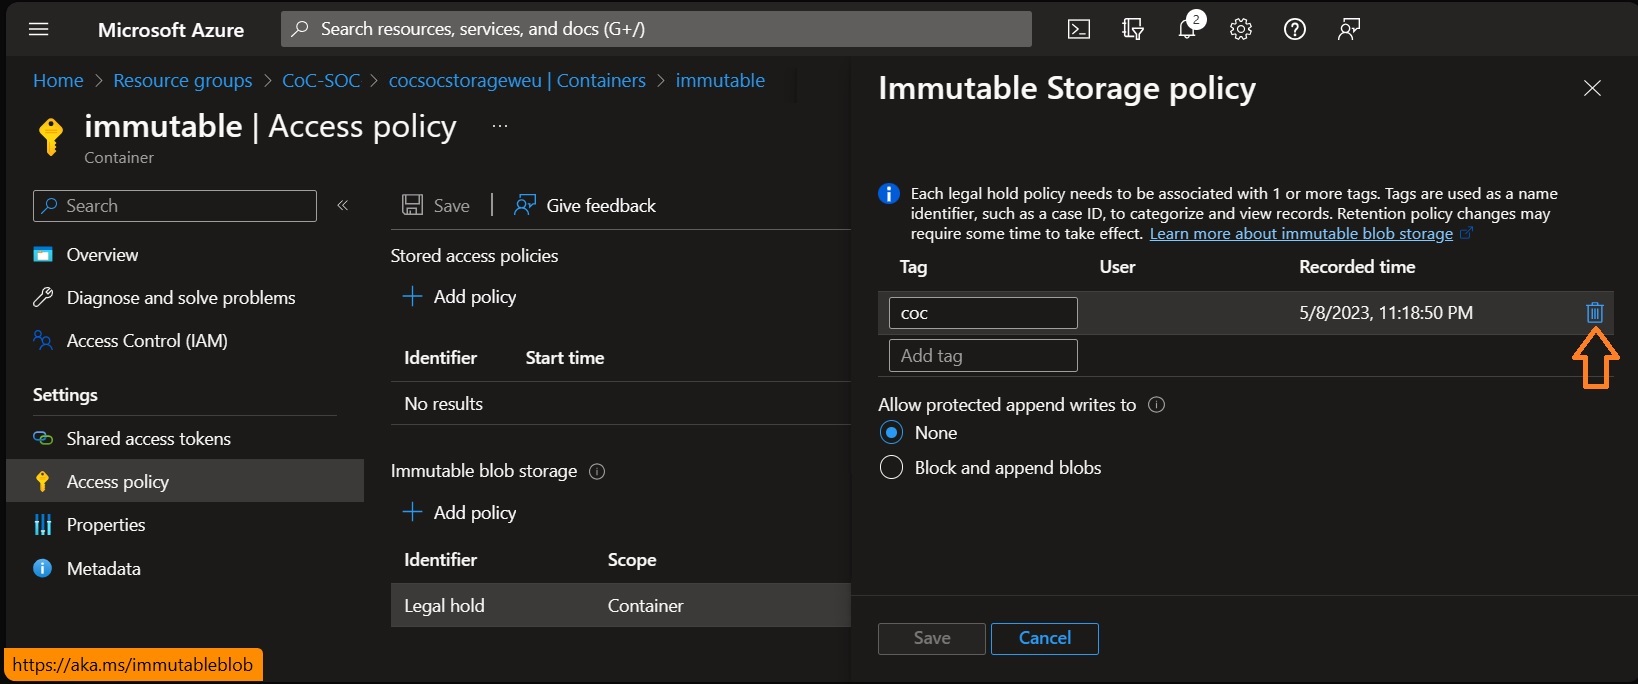 Microsoft Azure
Search resources, services, and docs (G+/)
2
Home > Resource groups > CoC-SOC > cocsocstorageweu | Containers > immutable
immutable | Access policy ...
Container
Search
«
Overview
Diagnose and solve problems
Access Control (IAM)
Settings
Shared access tokens
Access policy
Properties
Metadata
https://aka.ms/immutableblob
Save | Give feedback
Stored access policies
+ Add policy
Identifier Start time
No results
Immutable blob storage
+ Add policy
Identifier Scope
Legal hold Container
Immutable Storage policy
Each legal hold policy needs to be associated with 1 or more tags. Tags are used as a name
identifier, such as a case ID, to categorize and view records. Retention policy changes may
require some time to take effect. Learn more about immutable blob storage
Tag User Recorded time
coc 5/8/2023, 11:18:50 PM
Add tag
Allow protected append writes to
None
Block and append blobs
Save Cancel